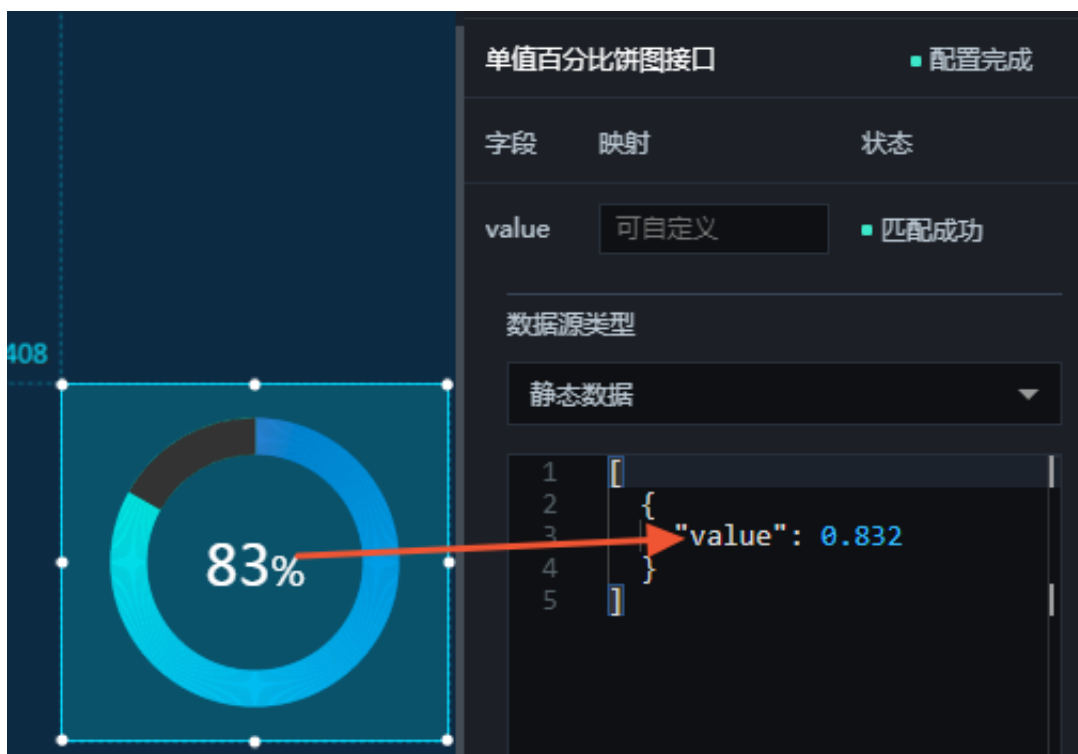 单值百分比饼图接口 配置完成
字段 映射 状态
value 可自定义 匹配成功
数据源类型
408
静态数据
1 [
2 {
3 "value": 0.832
4 }
5 ]
83%